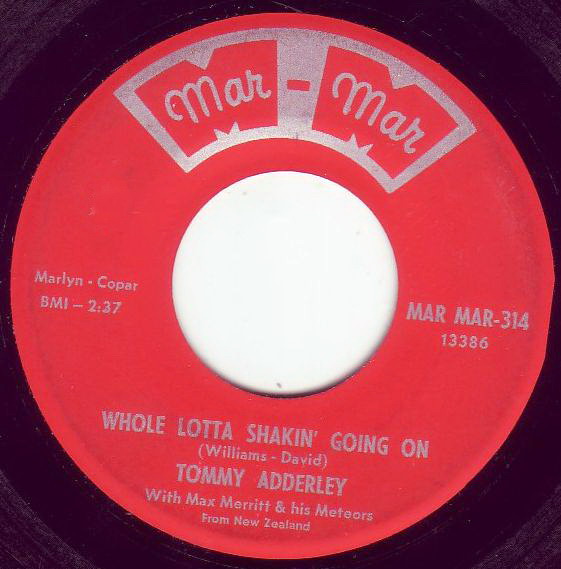 Mar - Mar
Marlyn - Copar
BMI - 2:37
MAR MAR-314
13386
WHOLE LOTTA SHAKIN' GOING ON
(Williams - David)
TOMMY ADDERLEY
With Max Merritt & his Meteors
From New Zealand